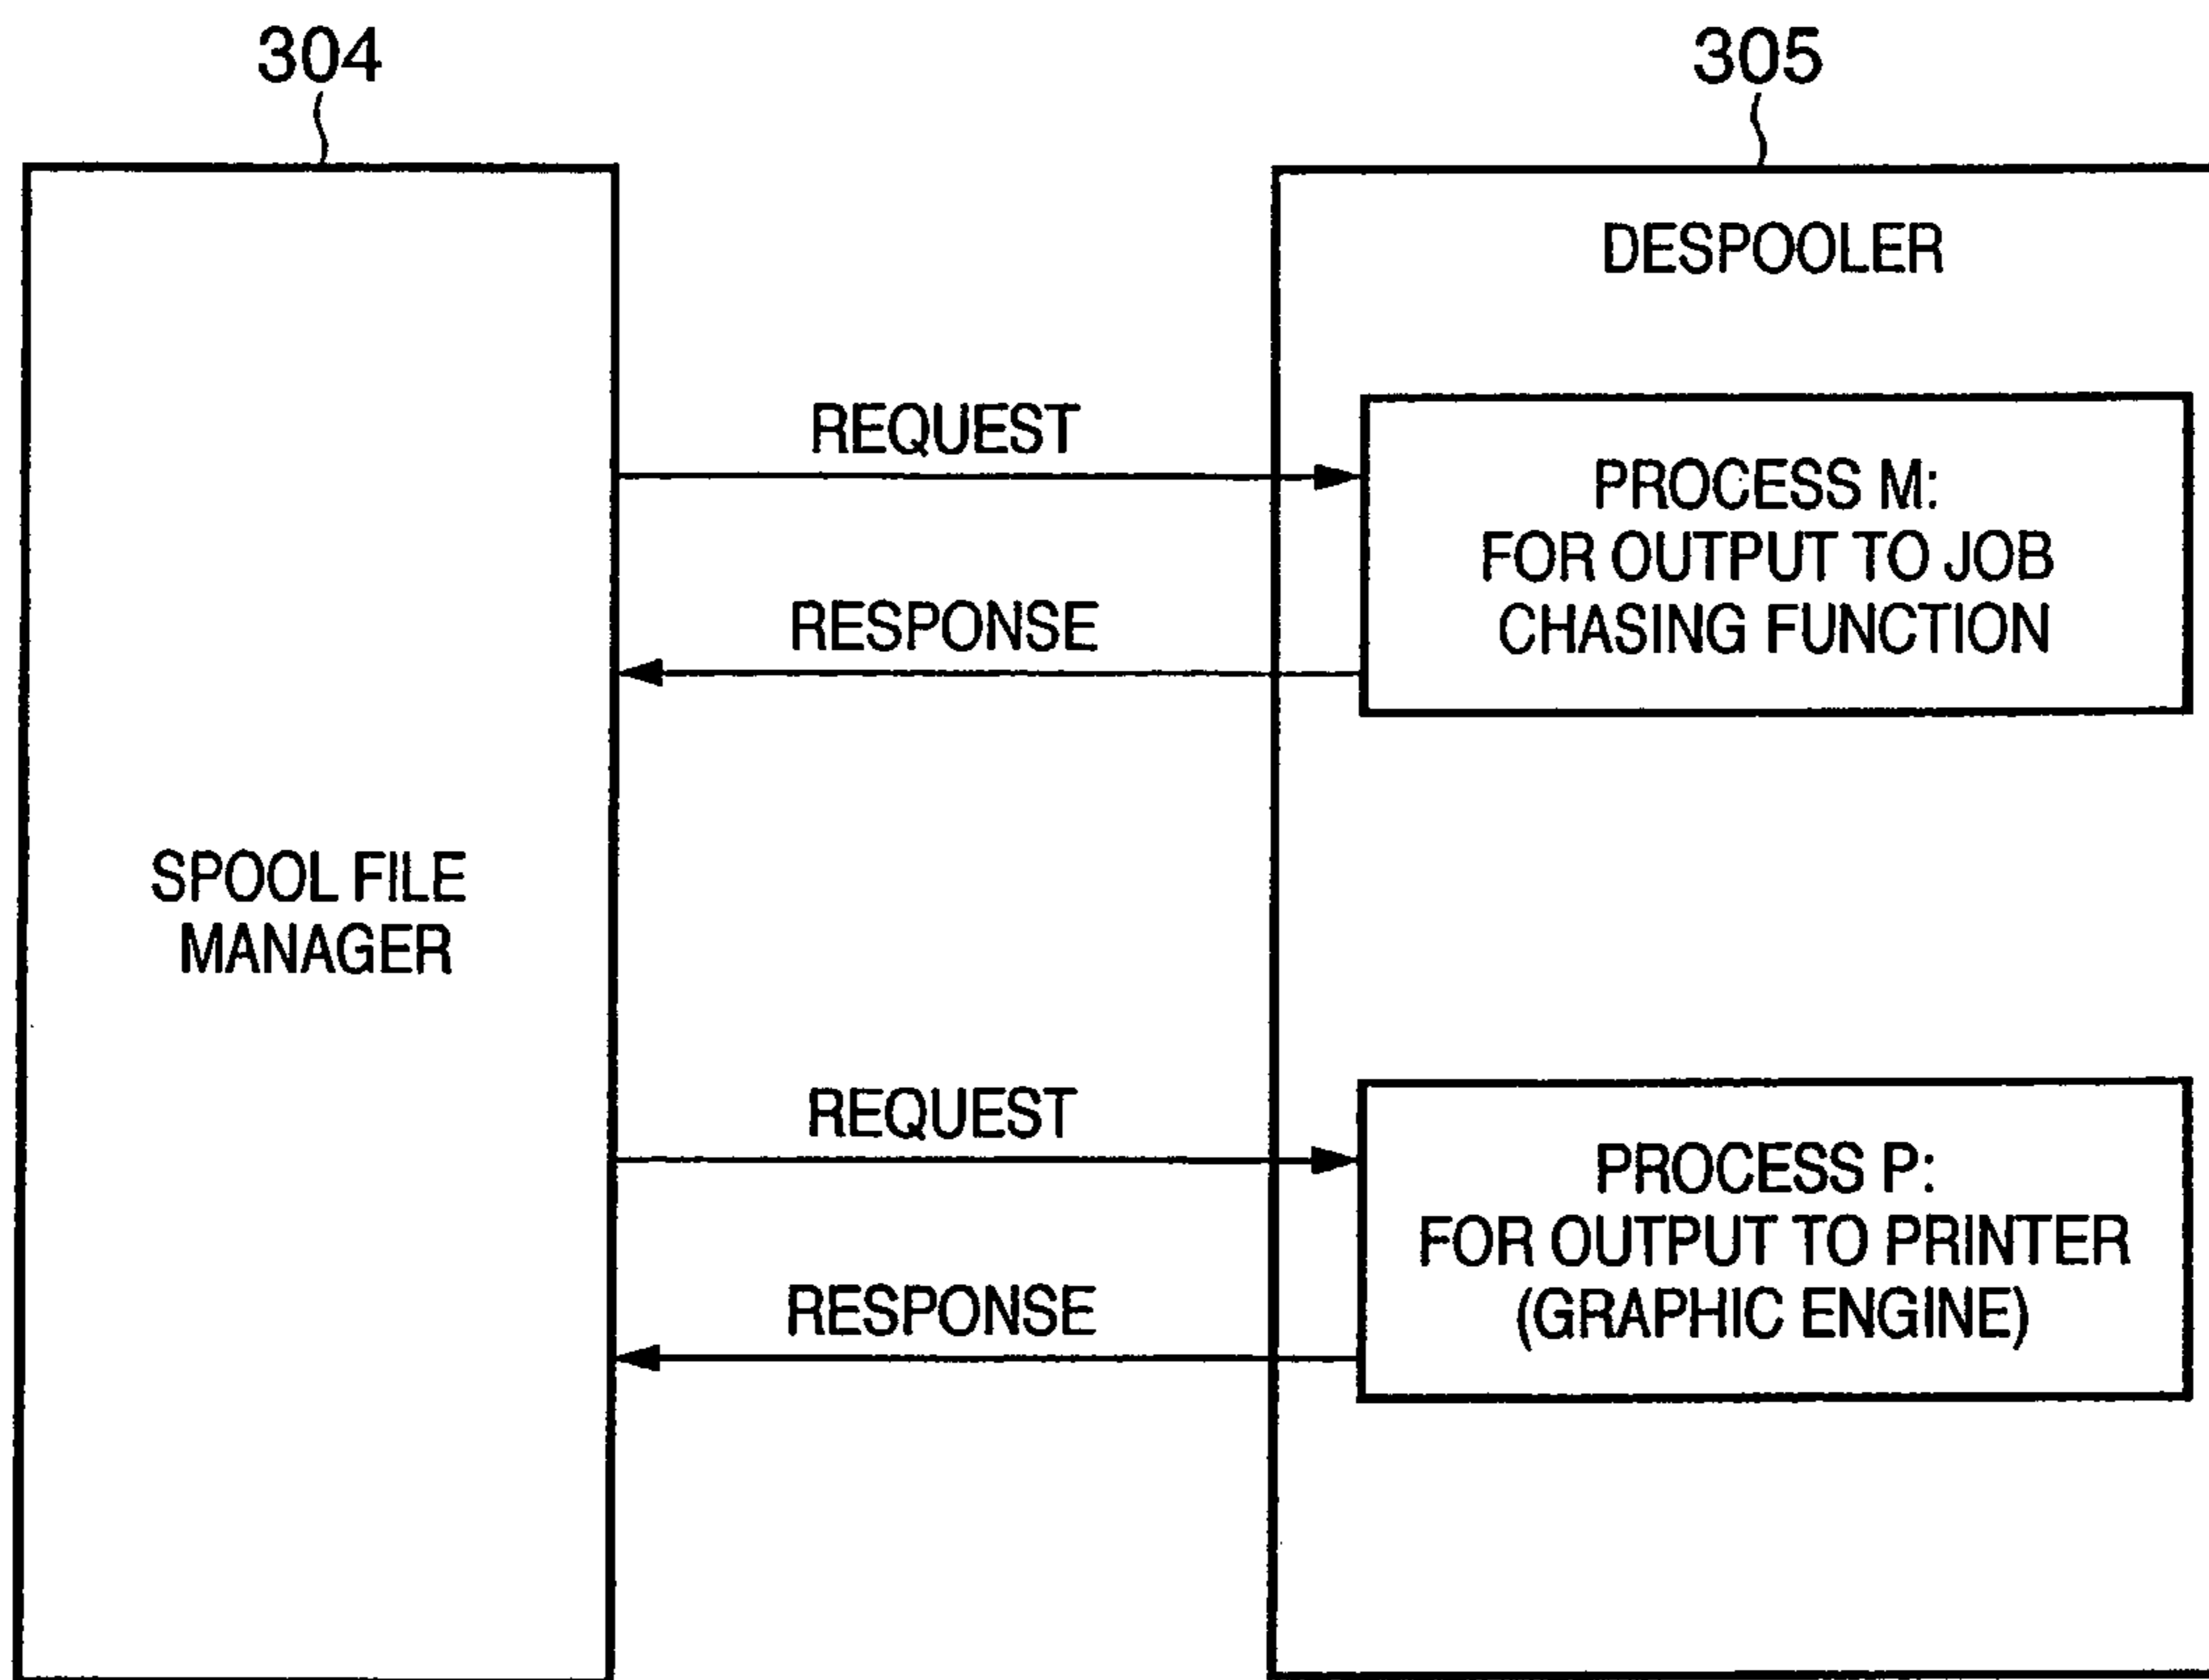 304
305
DESPOOLER
REQUEST
PROCESS M:
FOR OUTPUT TO JOB
CHASING FUNCTION
RESPONSE
SPOOL FILE
MANAGER
REQUEST
PROCESS P:
FOR OUTPUT TO PRINTER
(GRAPHIC ENGINE)
RESPONSE